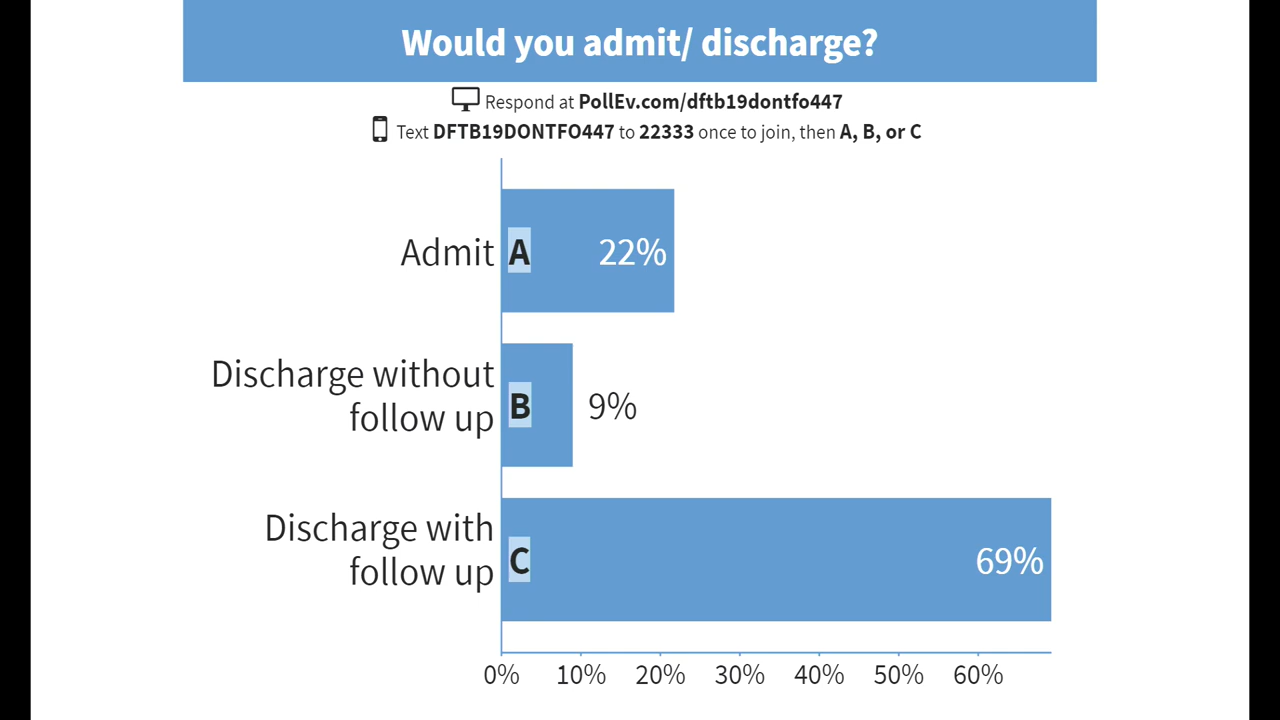 Would you admit/ discharge?
Respond at PollEv.com/dftb19dontfo447
Text DFTB19DONTFO447 to 22333 once to join, then A, B, or C
Admit A 22%
Discharge without
follow up B 9%
Discharge with
follow up C 69%
0% 10% 20% 30% 40% 50% 60%